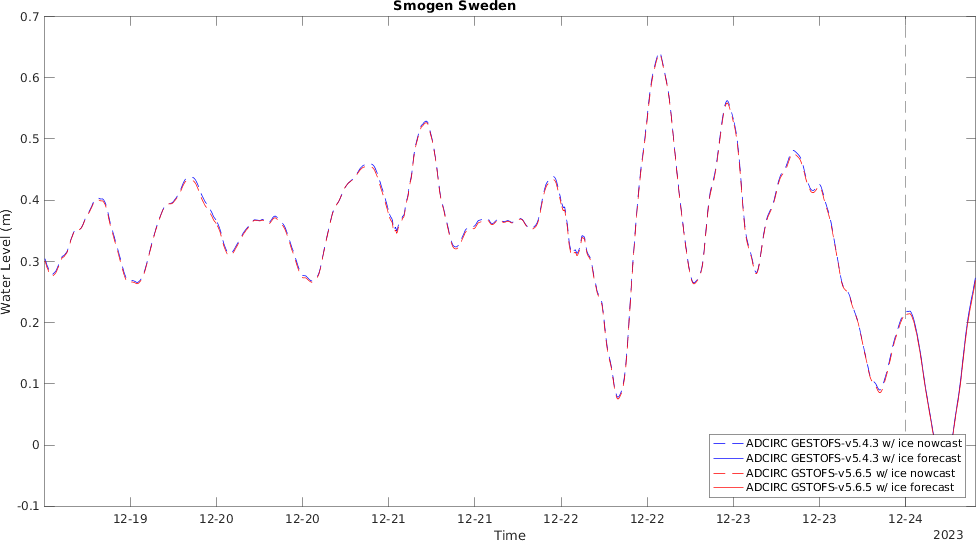 Smogen Sweden
0.7
0.6
0.5
0.4
0.3
0.2
0.1
0
-0.1
Water Level (m)
ADCIRC GESTOFS-v5.4.3 w/ ice nowcast
ADCIRC GESTOFS-v5.4.3 w/ ice forecast
ADCIRC GSTOFS-v5.6.5 w/ ice nowcast
ADCIRC GSTOFS-v5.6.5 w/ ice forecast
12-19 12-20 12-20 12-21 12-21 12-22 12-22 12-23 12-23 12-24
Time
2023